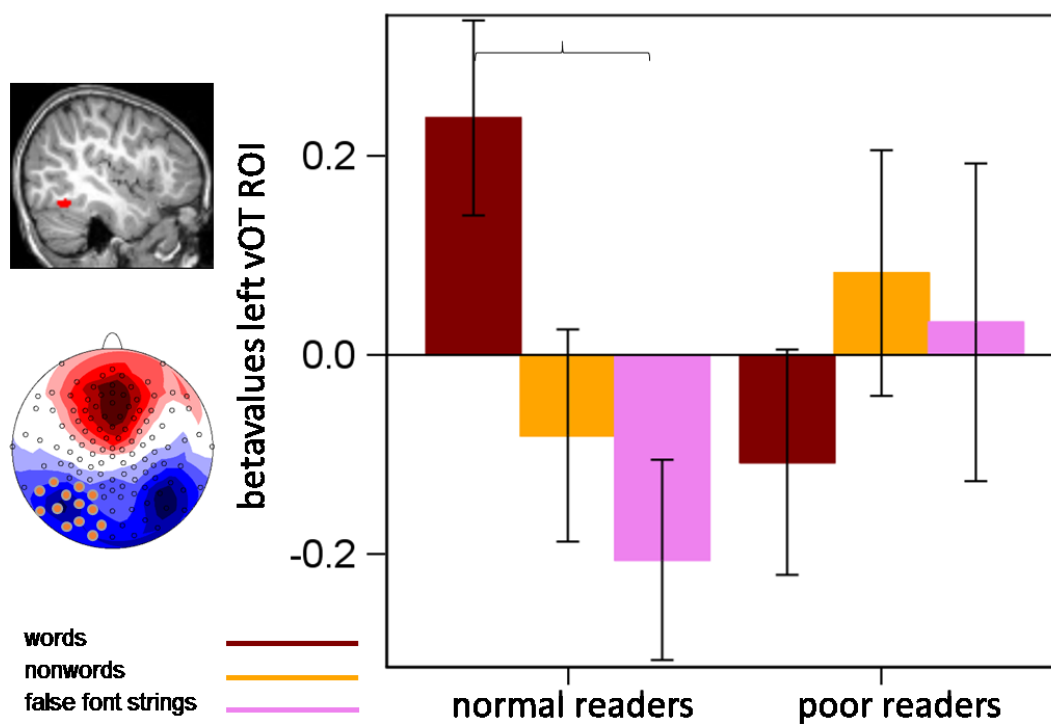 betavalues left vOT ROI
0.2
0.0
-0.2
normal readers
poor readers
words
nonwords
false font strings